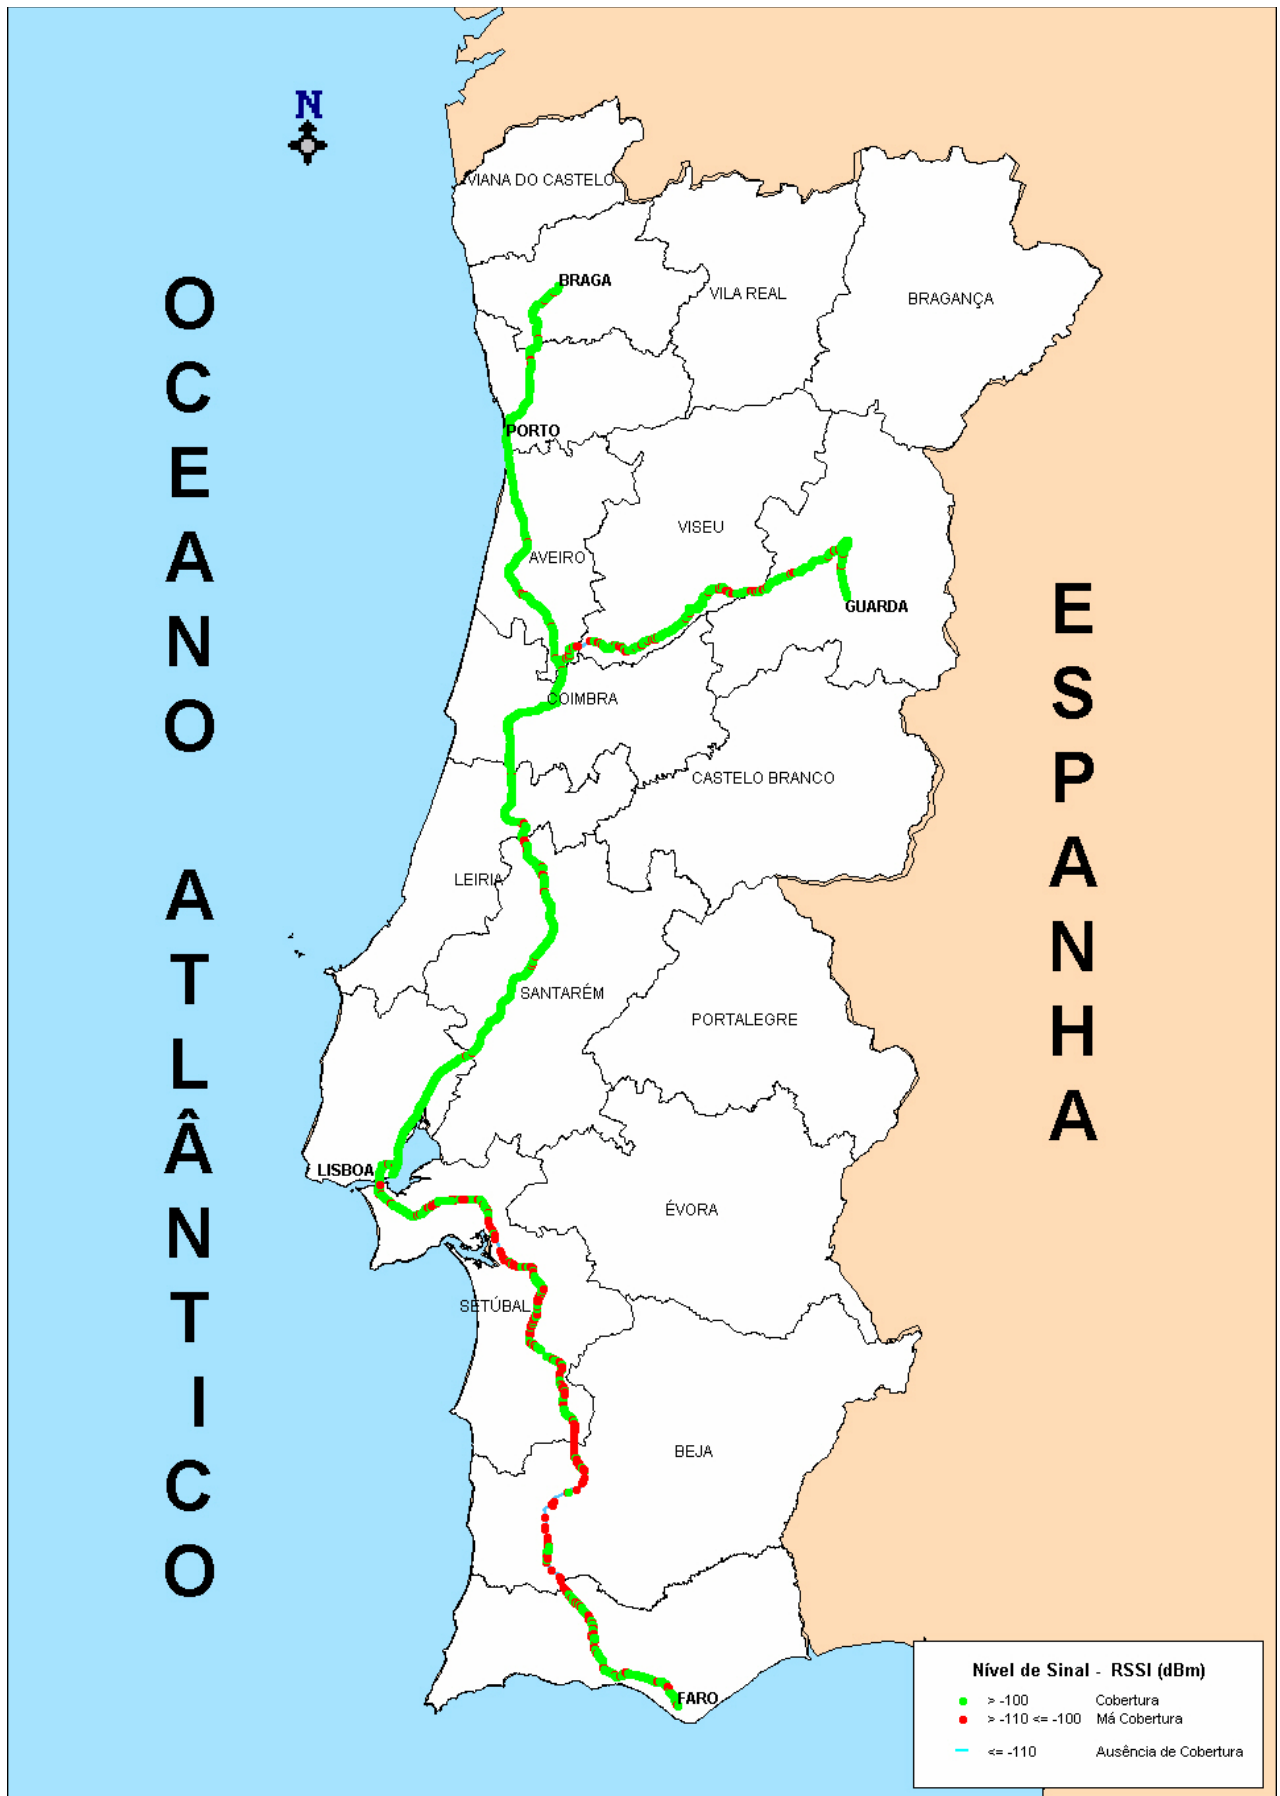 N
VIANA DO CASTELO
BRAGA
VILA REAL
BRAGANÇA
PORTO
VISEU
AVEIRO
GUARDA
COIMBRA
CASTELO BRANCO
LEIRIA
SANTARÉM
PORTALEGRE
LISBOA
ÉVORA
SETÚBAL
BEJA
FARO
OCEANO ATLÂNTICO
ESPANHA
Nível de Sinal - RSSI (dBm)
> -100 Cobertura
> -110 <= -100 Má Cobertura
<= -110 Ausência de Cobertura